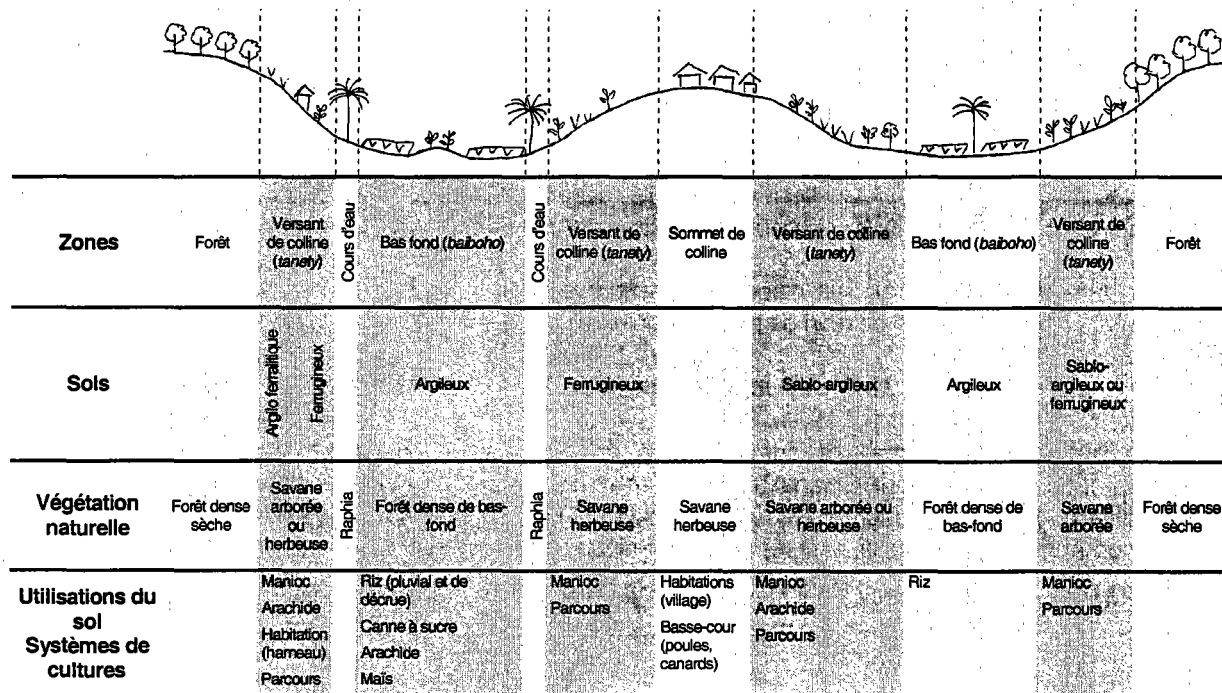 Zones
Forêt
Versant
de colline
(tanety)
Cours d'eau
Bas fond (baiboho)
Cours d'eau
Versant de
colline (tanety)
Sommet de
colline
Versant de colline
(tanety)
Bas fond (baiboho)
Versant de
colline
(tanety)
Forêt
Sols
Argilo ferralitique
Ferrugineux
Argileux
Ferrugineux
Sablo-argileux
Argileux
Sablo-
argileux ou
ferrugineux
Végétation
naturelle
Forêt dense
sèche
Savane
arborée
ou
herbeuse
Raphia
Forêt dense de bas-
fond
Raphia
Savane
herbeuse
Savane
herbeuse
Savane arborée ou
herbeuse
Forêt dense de
bas-fond
Savane
arborée
Forêt dense
sèche
Utilisations du
sol
Systèmes de
cultures
Manioc
Arachide
Habitation
(hameau)
Parcours
Riz (pluvial et de
décrue)
Canne à sucre
Arachide
Maïs
Manioc
Parcours
Habitations
(village)
Basse-cour
(poules,
canards)
Manioc
Arachide
Parcours
Riz
Manioc
Parcours